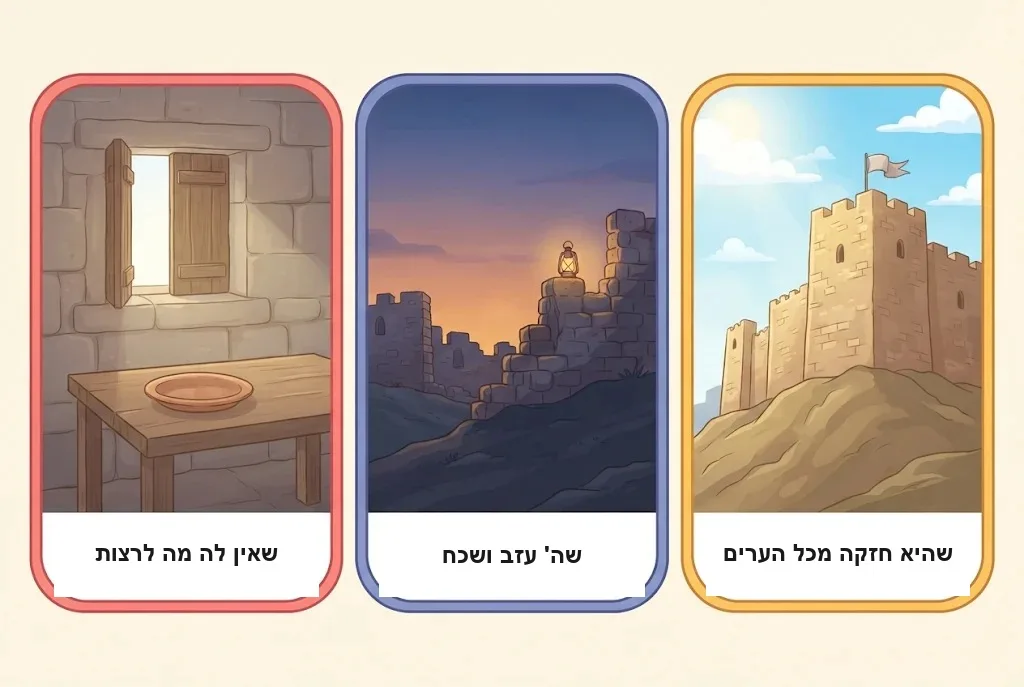 שהיא חזקה מכל הערים
שה' עזב ושכח
שאין לה מה לרצות